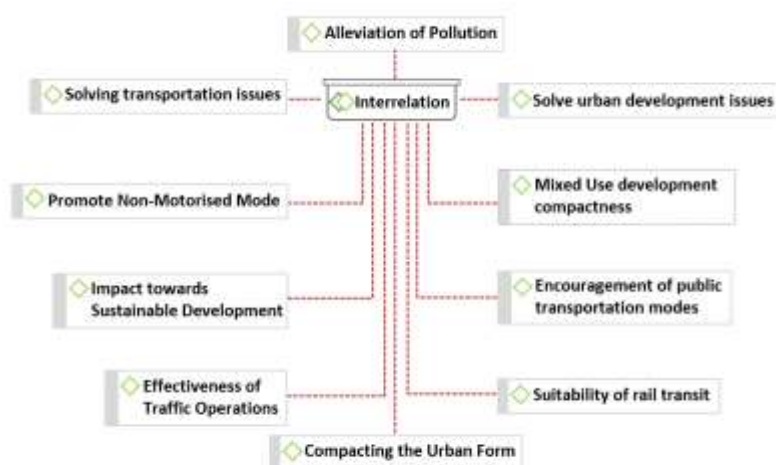 Alleviation of Pollution
Solving transportation issues
Interrelation
Solve urban development issues
Promote Non-Motorised Mode
Mixed Use development
compactness
Impact towards
Sustainable Development
Encouragement of public
transportation modes
Effectiveness of
Traffic Operations
Suitability of rail transit
Compacting the Urban Form